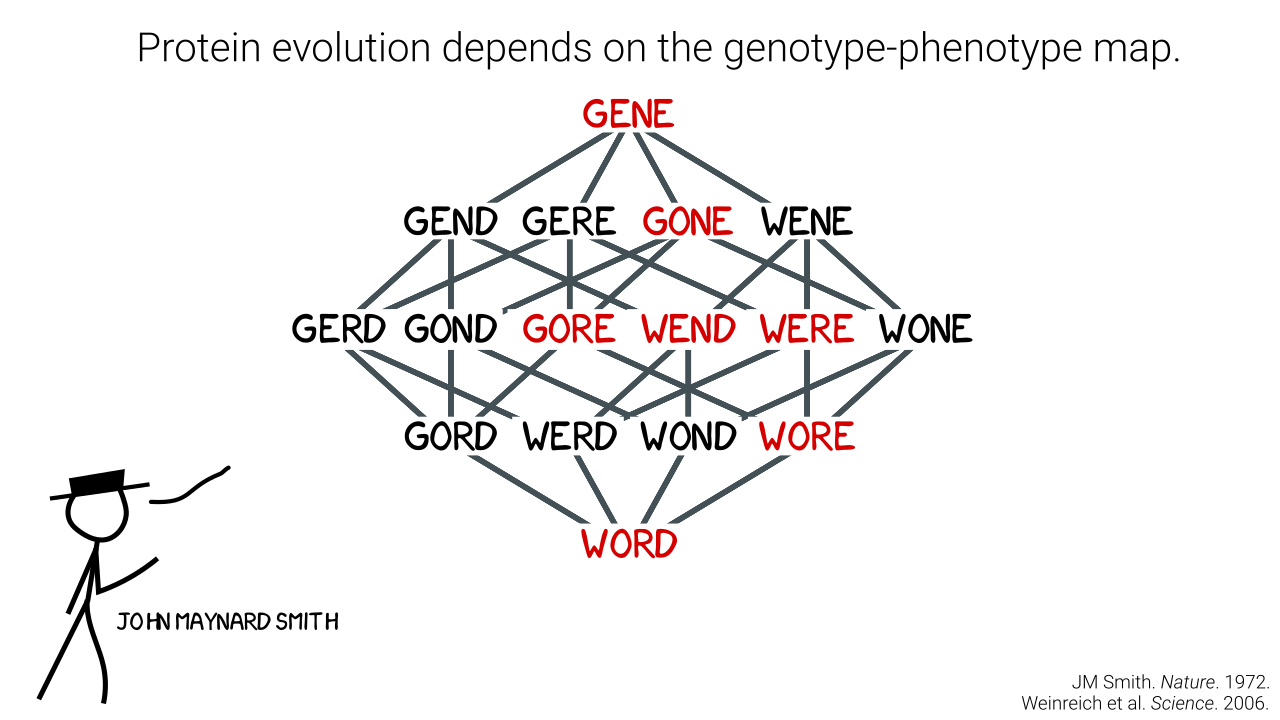 Protein evolution depends on the genotype-phenotype map.
GENE
GEND GERE GONE WENE
GERD GOND GORE WEND WERE WONE
GORD WERD WOND WORE
WORD
JOHN MAYNARD SMITH
JM Smith. Nature. 1972.
Weinreich et al. Science. 2006.